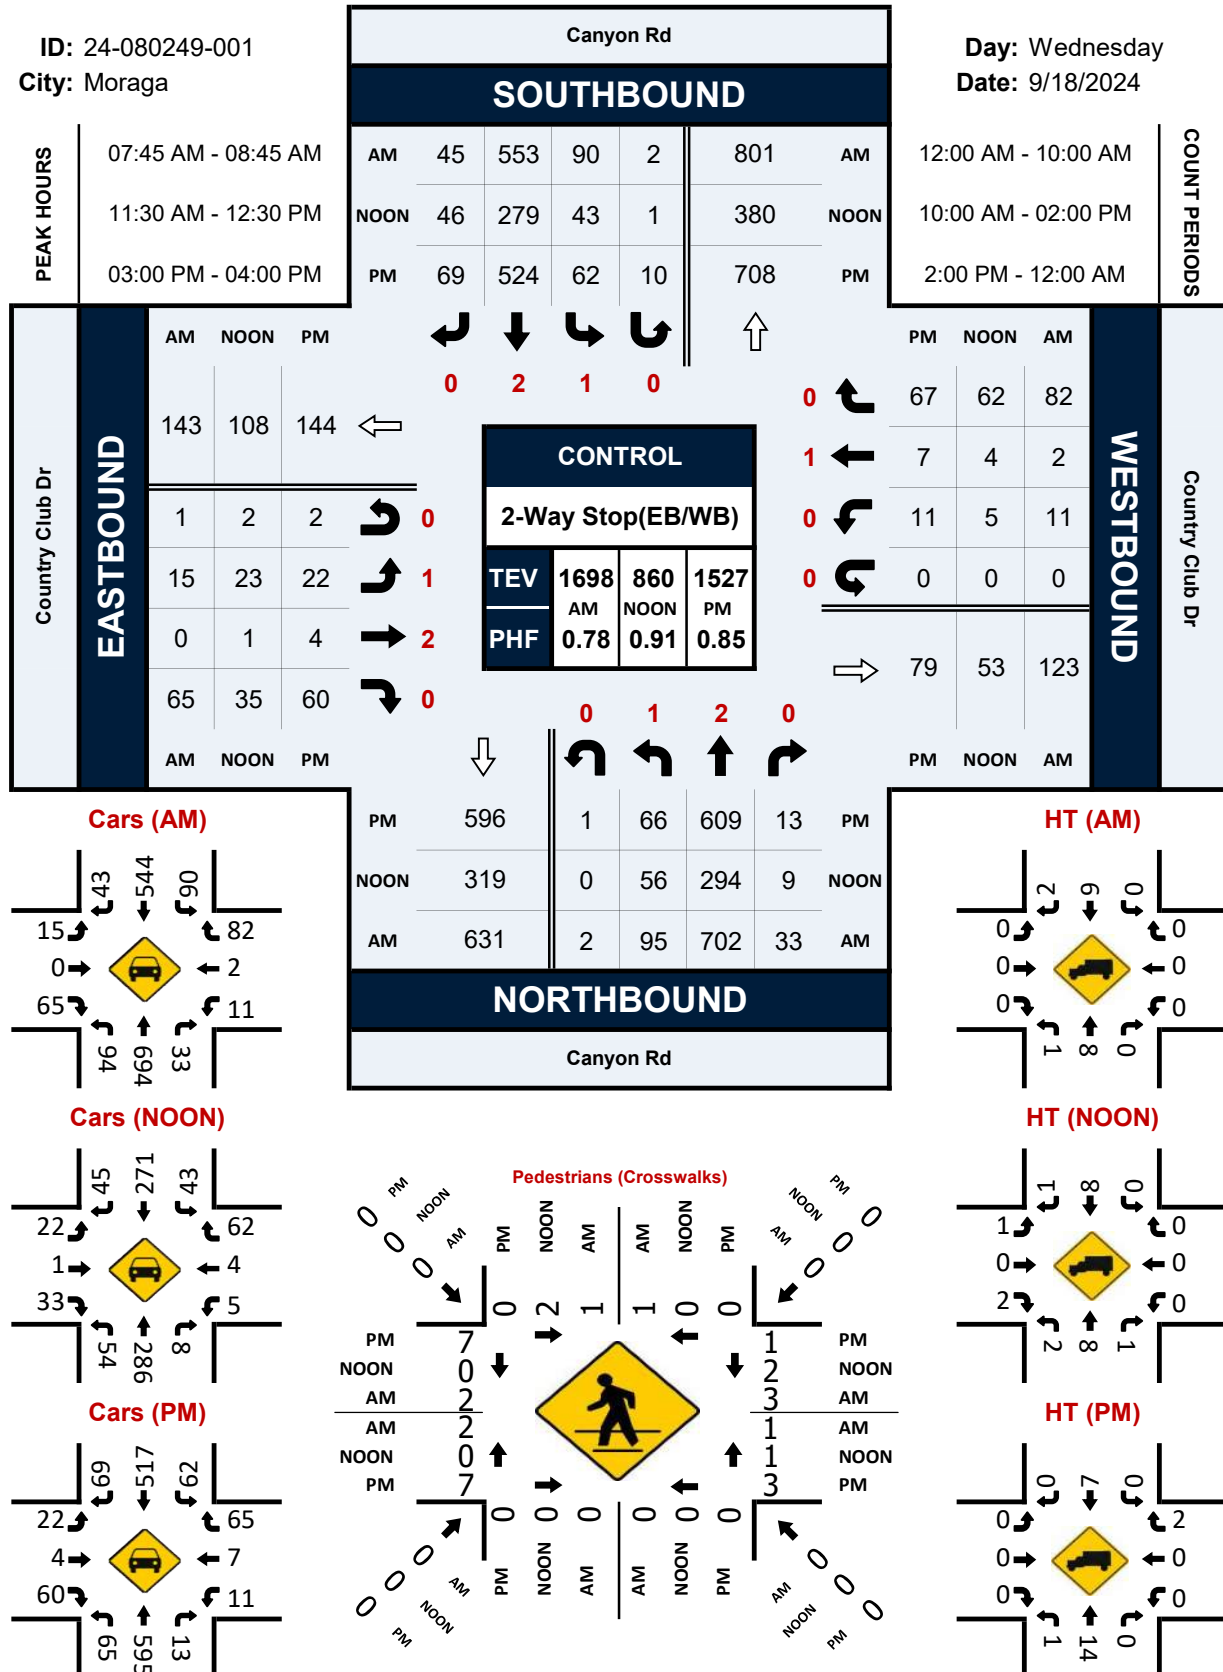 Canyon Rd
ID: 24-080249-001
City: Moraga
Day: Wednesday
Date: 9/18/2024
SOUTHBOUND
PEAK HOURS
07:45 AM - 08:45 AM
11:30 AM - 12:30 PM
03:00 PM - 04:00 PM
AM 45 553 90 2 801 AM
NOON 46 279 43 1 380 NOON
PM 69 524 62 10 708 PM
12:00 AM - 10:00 AM
10:00 AM - 02:00 PM
2:00 PM - 12:00 AM
COUNT PERIODS
0 2 1 0
Country Club Dr
EASTBOUND
AM NOON PM
143 108 144
1 2 2 0
15 23 22 1
0 1 4 2
65 35 60 0
AM NOON PM
CONTROL
2-Way Stop(EB/WB)
TEV 1698 860 1527
AM NOON PM
PHF 0.78 0.91 0.85
PM NOON AM
0 67 62 82
1 7 4 2
0 11 5 11
0 0 0 0
79 53 123
PM NOON AM
WESTBOUND
Country Club Dr
0 1 2 0
PM 596 1 66 609 13 PM
NOON 319 0 56 294 9 NOON
AM 631 2 95 702 33 AM
NORTHBOUND
Canyon Rd
Cars (AM)
43 544 90
15 82
0 2
65 11
94 694 33
HT (AM)
2 9 0
0 0
0 0
0 0
1 8 0
Cars (NOON)
45 271 43
22 62
1 4
33 5
54 286 8
HT (NOON)
1 8 0
1 0
0 0
2 0
2 8 1
Cars (PM)
69 517 62
22 65
4 7
60 11
65 595 13
HT (PM)
0 7 0
0 2
0 0
0 0
1 14 0
Pedestrians (Crosswalks)
PM NOON AM
0 0 0
PM NOON AM AM NOON PM
0 2 1 1 0 0
PM NOON AM
0 0 0
PM 7 1 PM
NOON 0 2 NOON
AM 2 3 AM
AM 2 1 AM
NOON 0 1 NOON
PM 7 3 PM
0 0 0 0 0 0
PM NOON AM AM NOON PM
0 0 0
AM NOON PM
0 0 0
AM NOON PM